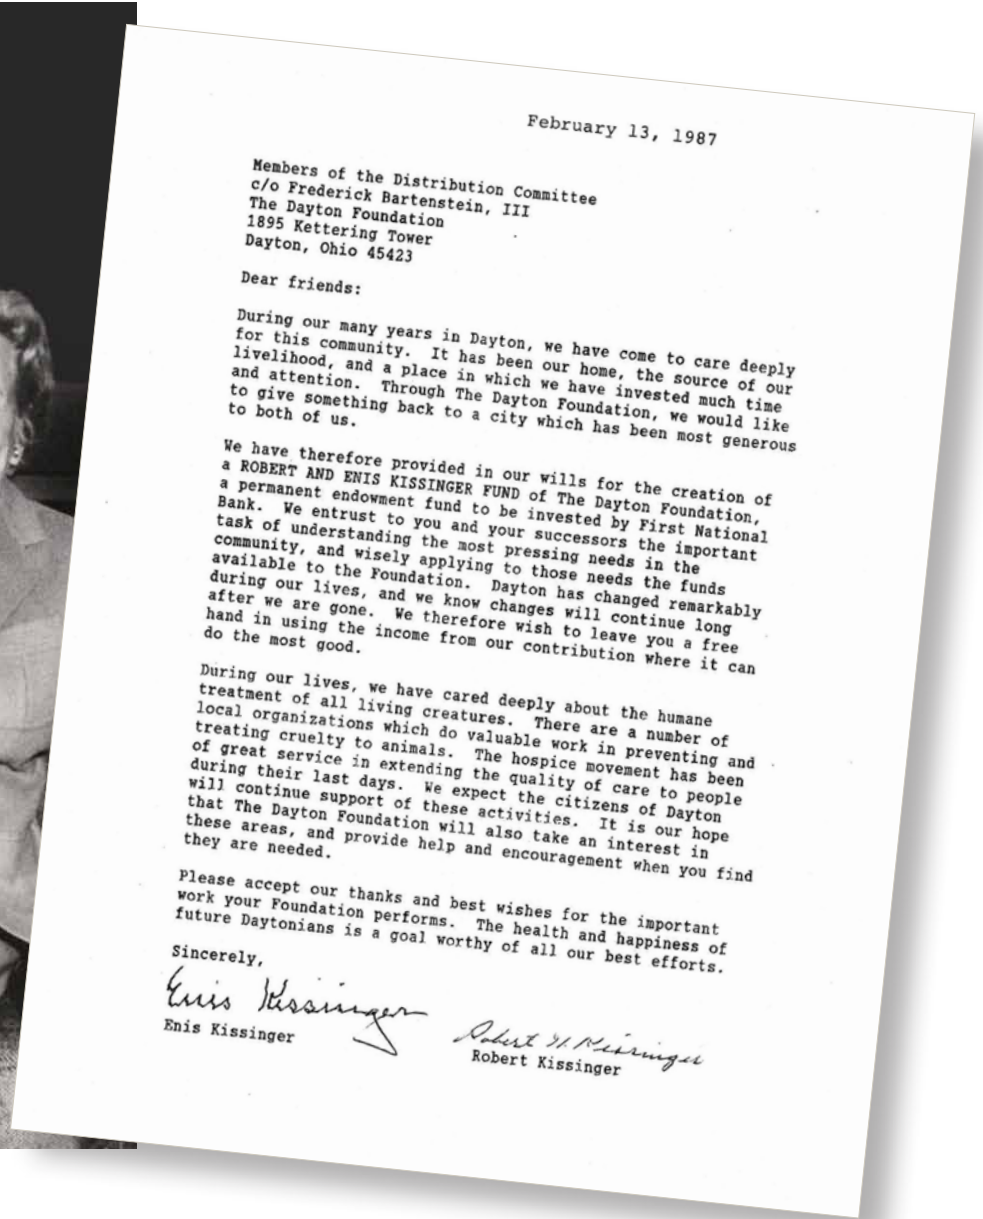 February 13, 1987
Members of the Distribution Committee
c/o Frederick Bartenstein, III
The Dayton Foundation
1895 Kettering Tower
Dayton, Ohio 45423
Dear friends:
During our many years in Dayton, we have come to care deeply
for this community. It has been our home, the source of our
livelihood, and a place in which we have invested much time
and attention. Through The Dayton Foundation, we would like
to give something back to a city which has been most generous
to both of us.
We have therefore provided in our wills for the creation of
a ROBERT AND ENIS KISSINGER FUND of The Dayton Foundation,
a permanent endowment fund to be invested by First National
Bank. We entrust to you and your successors the important
task of understanding the most pressing needs in the
community, and wisely applying to those needs the funds
available to the Foundation. Dayton has changed remarkably
during our lives, and we know changes will continue long
after we are gone. We therefore wish to leave you a free
hand in using the income from our contribution where it can
do the most good.
During our lives, we have cared deeply about the humane
treatment of all living creatures. There are a number of
local organizations which do valuable work in preventing and
treating cruelty to animals. The hospice movement has been
of great service in extending the quality of care to people
during their last days. We expect the citizens of Dayton
will continue support of these activities. It is our hope
that The Dayton Foundation will also take an interest in
these areas, and provide help and encouragement when you find
they are needed.
Please accept our thanks and best wishes for the important
work your Foundation performs. The health and happiness of
future Daytonians is a goal worthy of all our best efforts.
Sincerely,
Enis Kissinger
Enis Kissinger
Robert W. Kissinger
Robert Kissinger